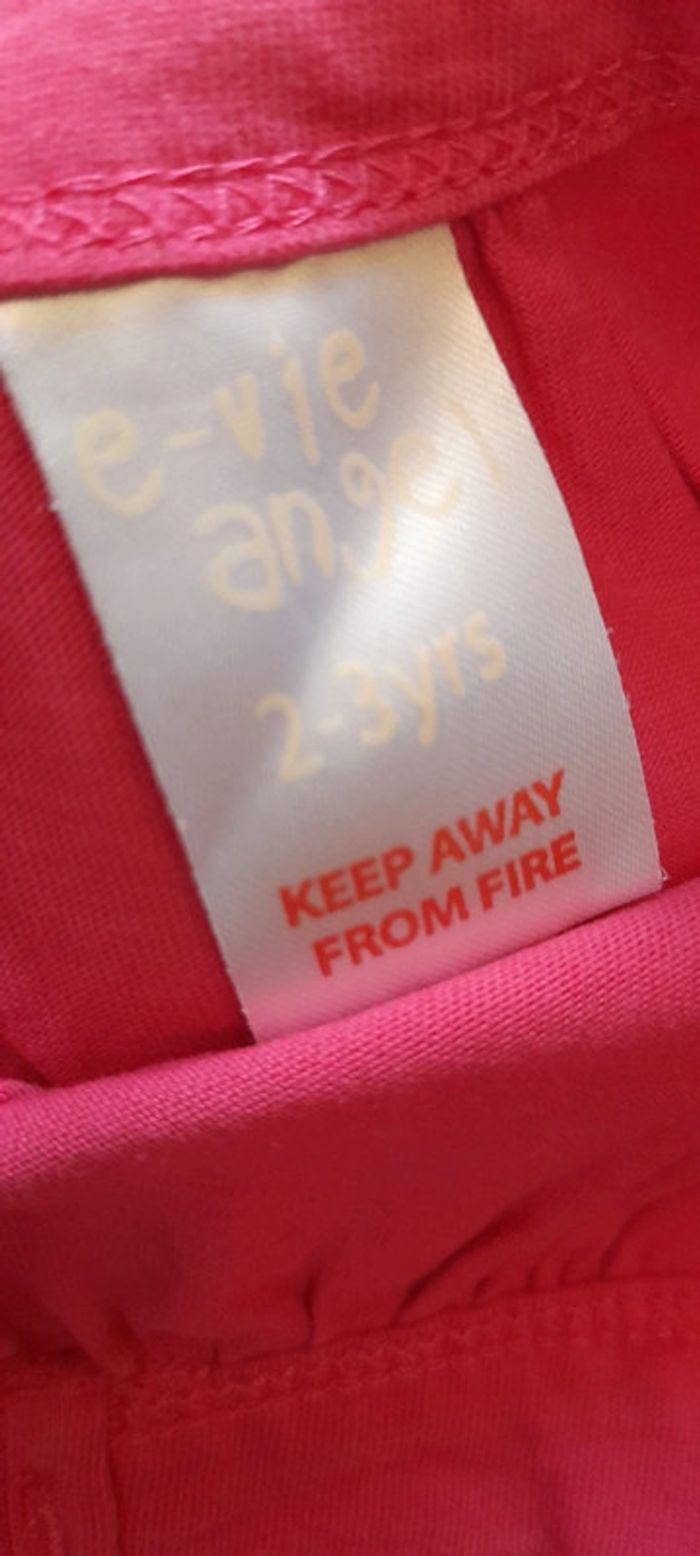 e-vie
angel
2-3yrs
KEEP AWAY
FROM FIRE